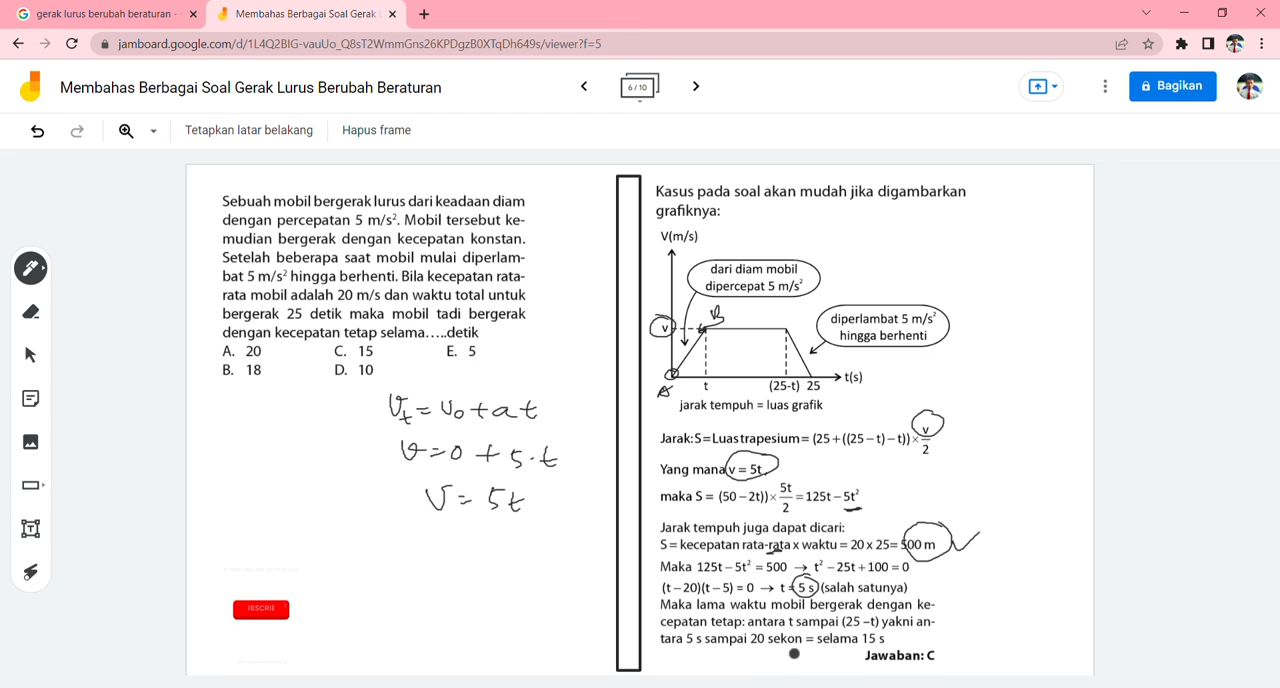 gerak lurus berubah beraturan -
Membahas Berbagai Soal Gerak L
jamboard.google.com/d/1L4Q2BIG-vauUo_Q8sT2WmmGns26KPDgzB0XTqDh649s/viewer?f=5
Membahas Berbagai Soal Gerak Lurus Berubah Beraturan
6 / 10
Bagikan
Tetapkan latar belakang
Hapus frame
Sebuah mobil bergerak lurus dari keadaan diam
dengan percepatan 5 m/s². Mobil tersebut ke-
mudian bergerak dengan kecepatan konstan.
Setelah beberapa saat mobil mulai diperlam-
bat 5 m/s² hingga berhenti. Bila kecepatan rata-
rata mobil adalah 20 m/s dan waktu total untuk
bergerak 25 detik maka mobil tadi bergerak
dengan kecepatan tetap selama.....detik
A. 20 C. 15 E. 5
B. 18 D. 10
V_t = V_0 + a t
V = 0 + 5 . t
V = 5t
IBSCRIE
Kasus pada soal akan mudah jika digambarkan
grafiknya:
V(m/s)
dari diam mobil
dipercepat 5 m/s²
B
v
diperlambat 5 m/s²
hingga berhenti
A
t (25-t) 25 t(s)
jarak tempuh = luas grafik
Jarak: S = Luas trapesium = (25 + ((25 – t) – t)) × v/2
Yang mana v = 5t
maka S = (50 – 2t)) × 5t/2 = 125t – 5t²
Jarak tempuh juga dapat dicari:
S = kecepatan rata-rata x waktu = 20 x 25= 500 m
Maka 125t – 5t² = 500 → t² – 25t + 100 = 0
(t – 20)(t – 5) = 0 → t = 5 s (salah satunya)
Maka lama waktu mobil bergerak dengan ke-
cepatan tetap: antara t sampai (25 –t) yakni an-
tara 5 s sampai 20 sekon = selama 15 s
Jawaban: C